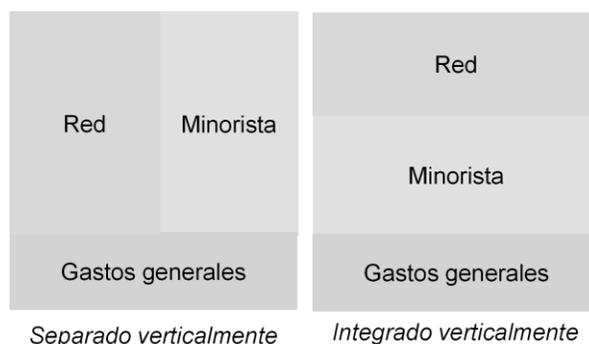 Red
Minorista
Gastos generales
Separado verticalmente
Red
Minorista
Gastos generales
Integrado verticalmente